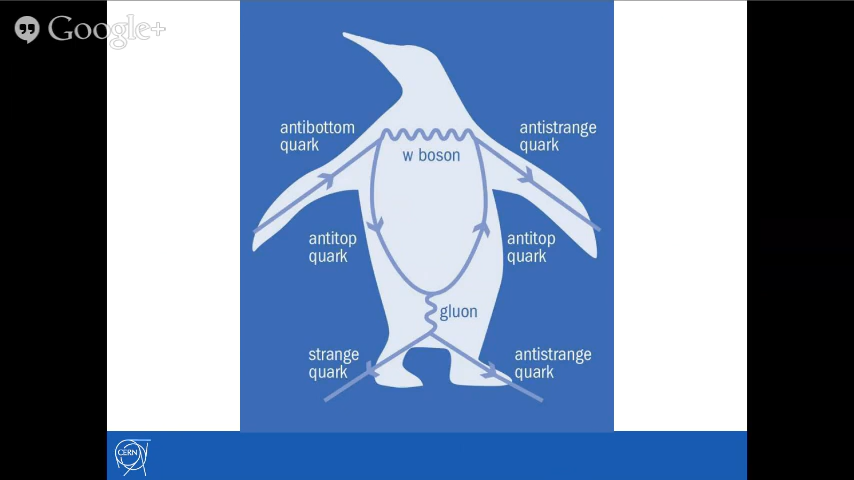 Google+
antibottom
quark
antistrange
quark
w boson
antitop
quark
antitop
quark
gluon
strange
quark
antistrange
quark
CERN